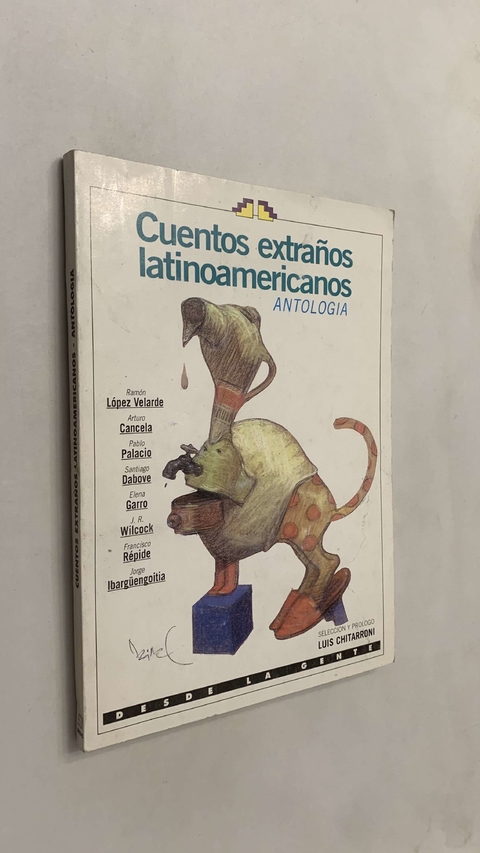 Cuentos extraños
latinoamericanos
ANTOLOGIA
Ramón
López Velarde
Arturo
Cancela
Pablo
Palacio
Santiago
Dabove
Elena
Garro
J. R.
Wilcock
Francisco
Répide
Jorge
Ibargüengoitia
SELECCION Y PROLOGO
LUIS CHITARRONI
DESDE LA GENTE
CUENTOS EXTRAÑOS LATINOAMERICANOS - ANTOLOGIA